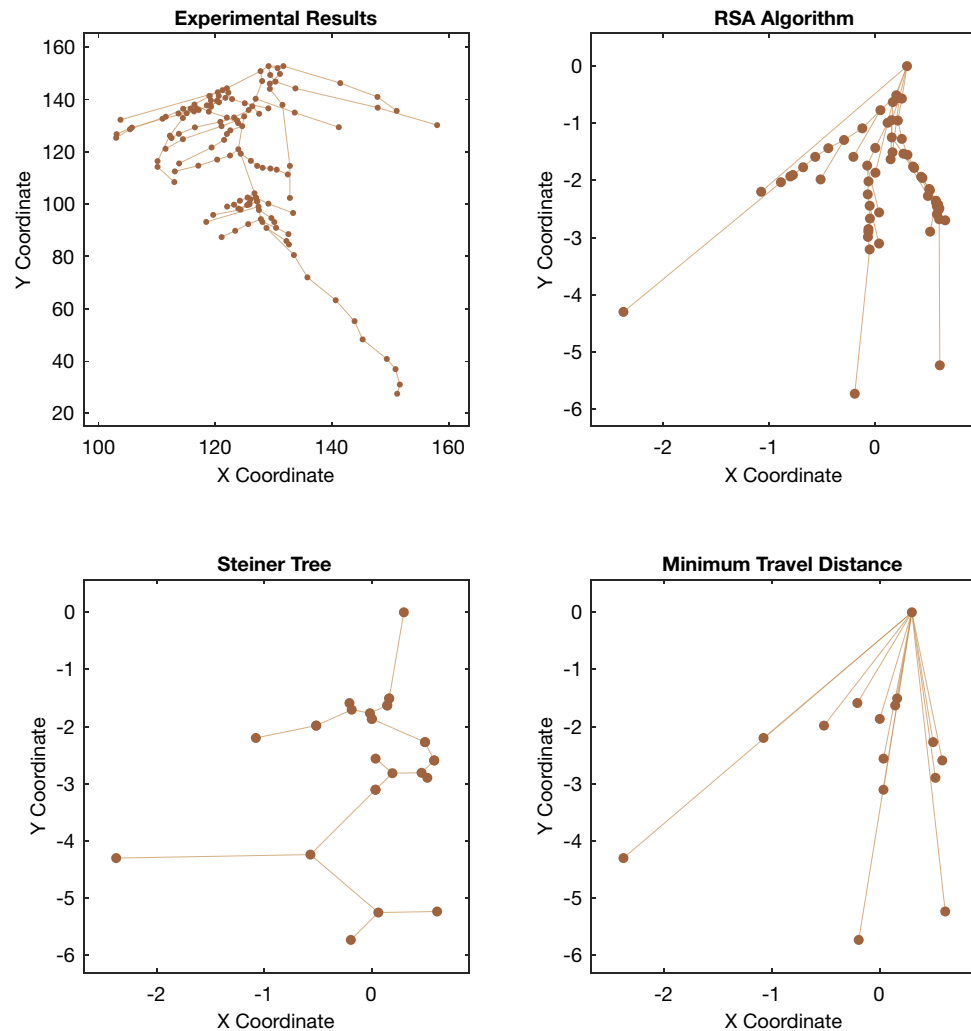 Experimental Results
160
140
120
100
80
60
40
20
Y Coordinate
100 120 140 160
X Coordinate
RSA Algorithm
0
-1
-2
-3
-4
-5
-6
Y Coordinate
-2 -1 0
X Coordinate
Steiner Tree
0
-1
-2
-3
-4
-5
-6
Y Coordinate
-2 -1 0
X Coordinate
Minimum Travel Distance
0
-1
-2
-3
-4
-5
-6
Y Coordinate
-2 -1 0
X Coordinate